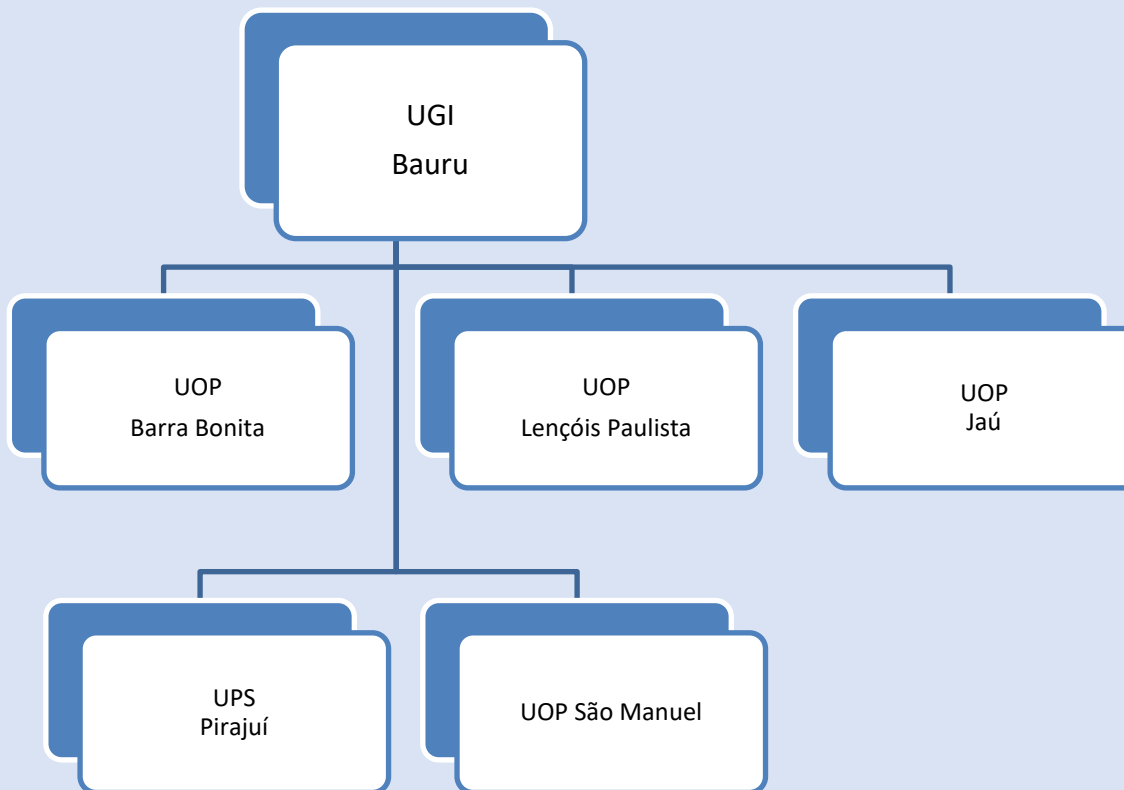 UGI
Bauru
UOP
Barra Bonita
UOP
Lençóis Paulista
UOP
Jaú
UPS
Pirajuí
UOP São Manuel